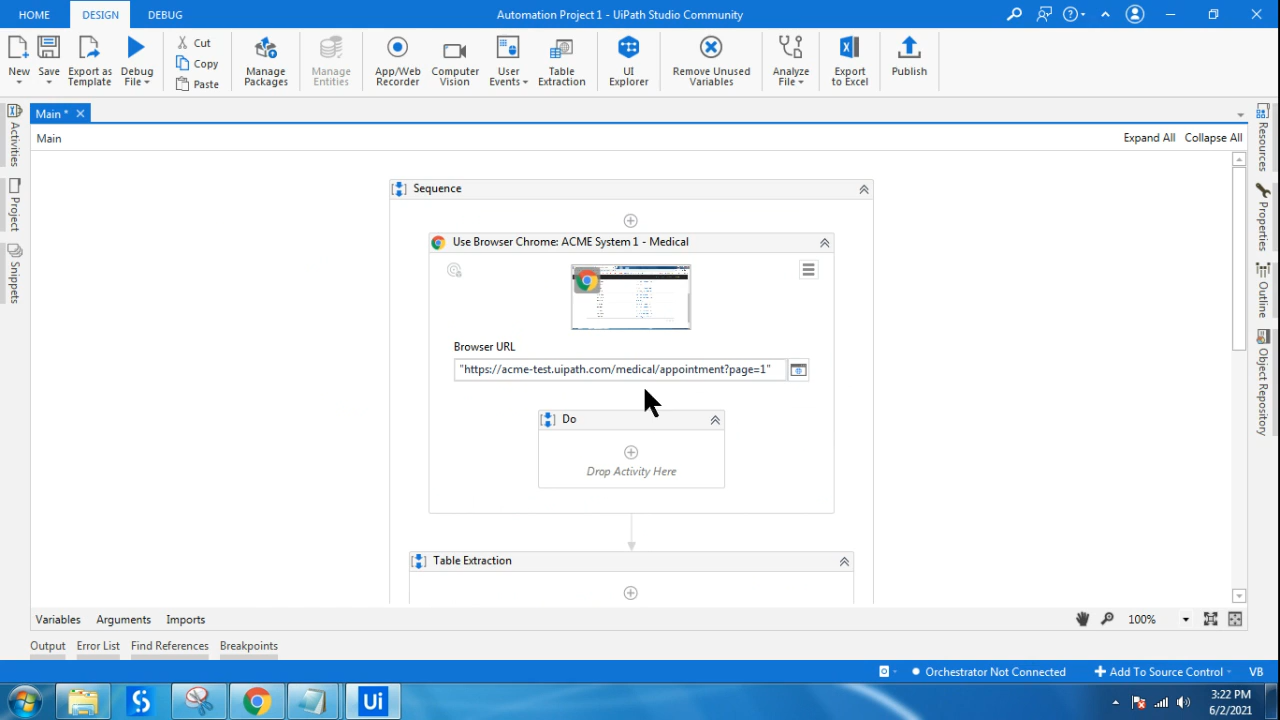 HOME DESIGN DEBUG Automation Project 1 - UiPath Studio Community
New Save Export as Template Debug File Cut Copy Paste Manage Packages Manage Entities App/Web Recorder Computer Vision User Events Table Extraction UI Explorer Remove Unused Variables Analyze File Export to Excel Publish
Main *
Main Expand All Collapse All
Activities
Project
Snippets
Resources
Properties
Outline
Object Repository
Sequence
Use Browser Chrome: ACME System 1 - Medical
Browser URL
"https://acme-test.uipath.com/medical/appointment?page=1"
Do
Drop Activity Here
Table Extraction
Variables Arguments Imports 100%
Output Error List Find References Breakpoints
Orchestrator Not Connected Add To Source Control VB
S Ui 3:22 PM
6/2/2021